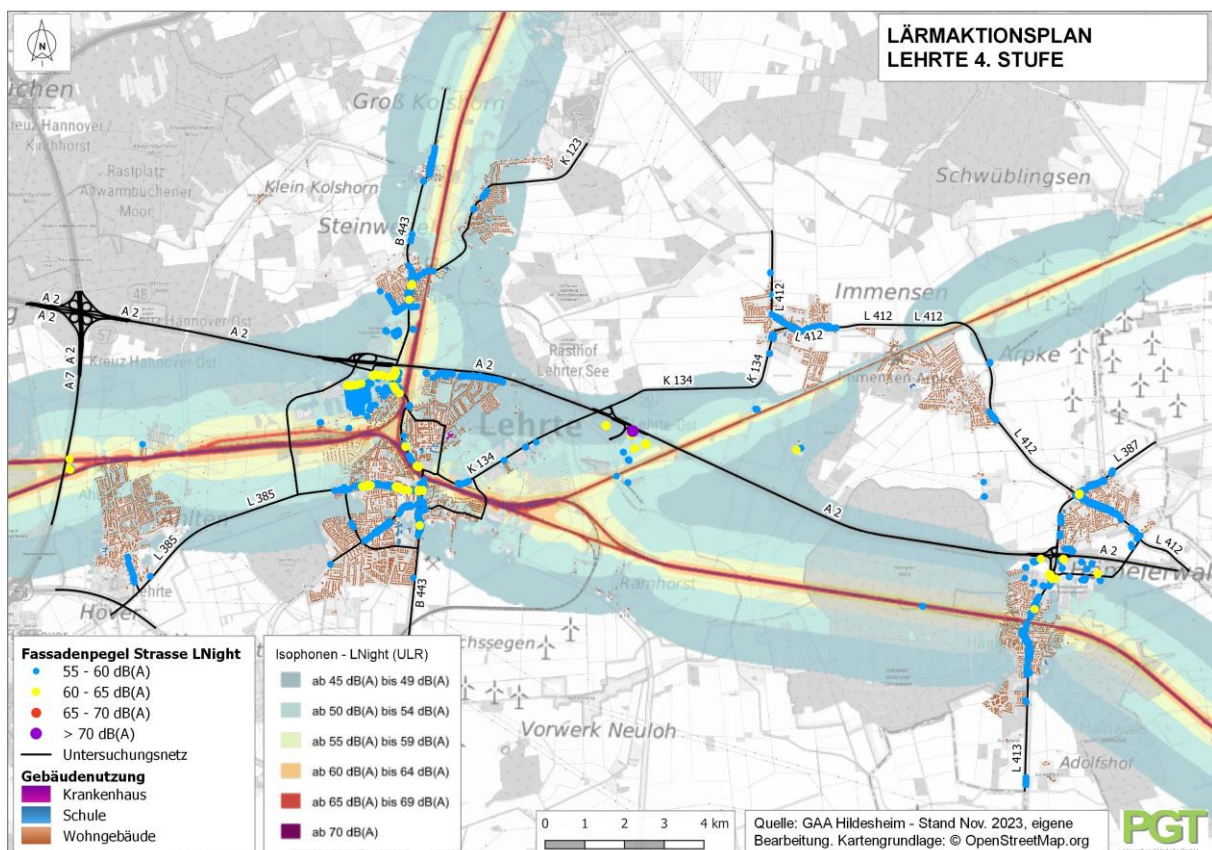 LÄRMAKTIONSPLAN
LEHRTE 4. STUFE
N
Groß Kolshorn
K 123
Kreuz Hannover/
Kirchhorst
Rastplatz
Altwarmbüchener
Moor
Klein Kolshorn
Schwüblingsen
B 443
A 2
A 2
A 2
48
A 2
57
Kreuz Hannover-Ost
A 7
A 2
A 2
Rasthof
Lehrter See
L 412
Immensen
L 412
L 412
L 412
K 134
K 134
Arpke
Immensen Arpke
Lehrte
K 134
L 412
L 387
L 385
L 385
A 2
A 2
L 412
Höver
B 443
Ramhorst
Vorwerk Neuloh
L 413
Adolfshof
Fassadenpegel Strasse LNight
55 - 60 dB(A)
60 - 65 dB(A)
65 - 70 dB(A)
> 70 dB(A)
Untersuchungsnetz
Gebäudenutzung
Krankenhaus
Schule
Wohngebäude
Isophonen - LNight (ULR)
ab 45 dB(A) bis 49 dB(A)
ab 50 dB(A) bis 54 dB(A)
ab 55 dB(A) bis 59 dB(A)
ab 60 dB(A) bis 64 dB(A)
ab 65 dB(A) bis 69 dB(A)
ab 70 dB(A)
0 1 2 3 4 km
Quelle: GAA Hildesheim - Stand Nov. 2023, eigene
Bearbeitung. Kartengrundlage: © OpenStreetMap.org
PGT